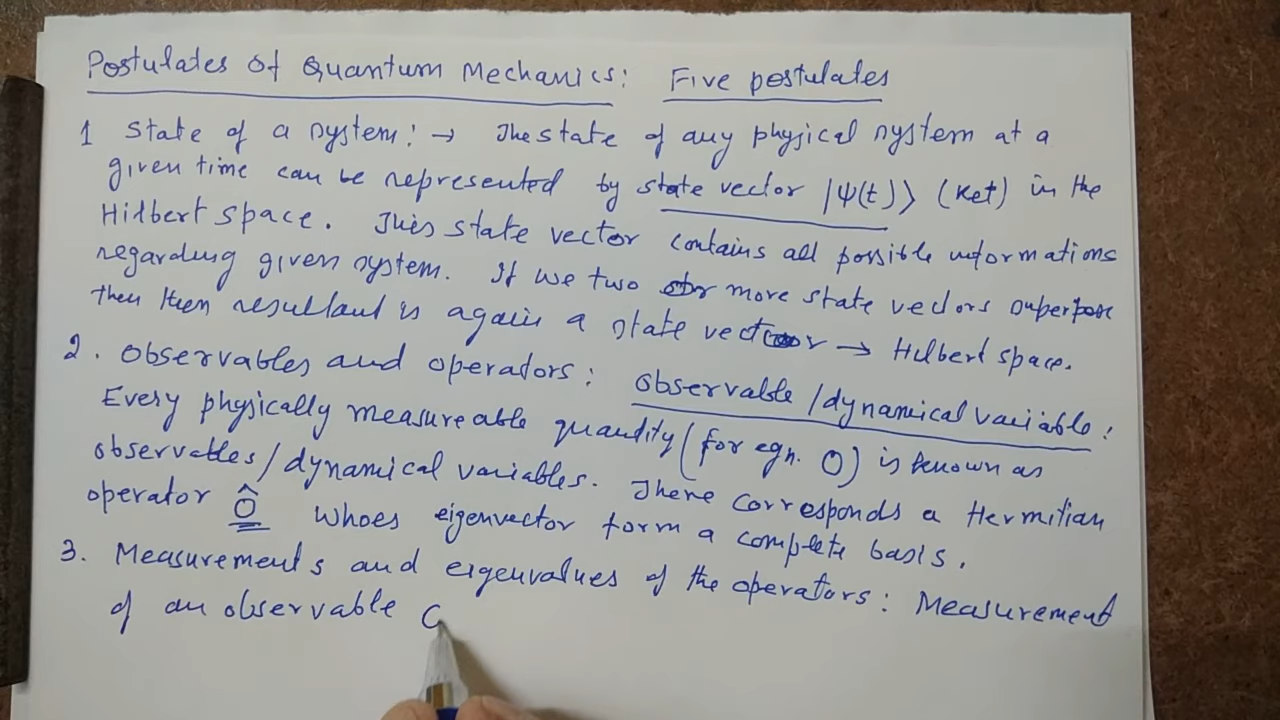 Postulates of Quantum Mechanics: Five postulates
1 State of a system: → The state of any physical system at a
given time can be represented by state vector |ψ(t)⟩ (ket) in the
Hilbert space. This state vector contains all possible informations
regarding given system. If we two or more state vectors superpose
then then resultant is again a state vector → Hilbert space.
2. Observables and operators: observable/dynamical variable:
Every physically measureable quantity (for egn. O) is known as
observables/dynamical variables. There corresponds a Hermitian
operator Ô whoes eigenvector form a complete basis.
3. Measurements and eigenvalues of the operators: Measurement
of an observable